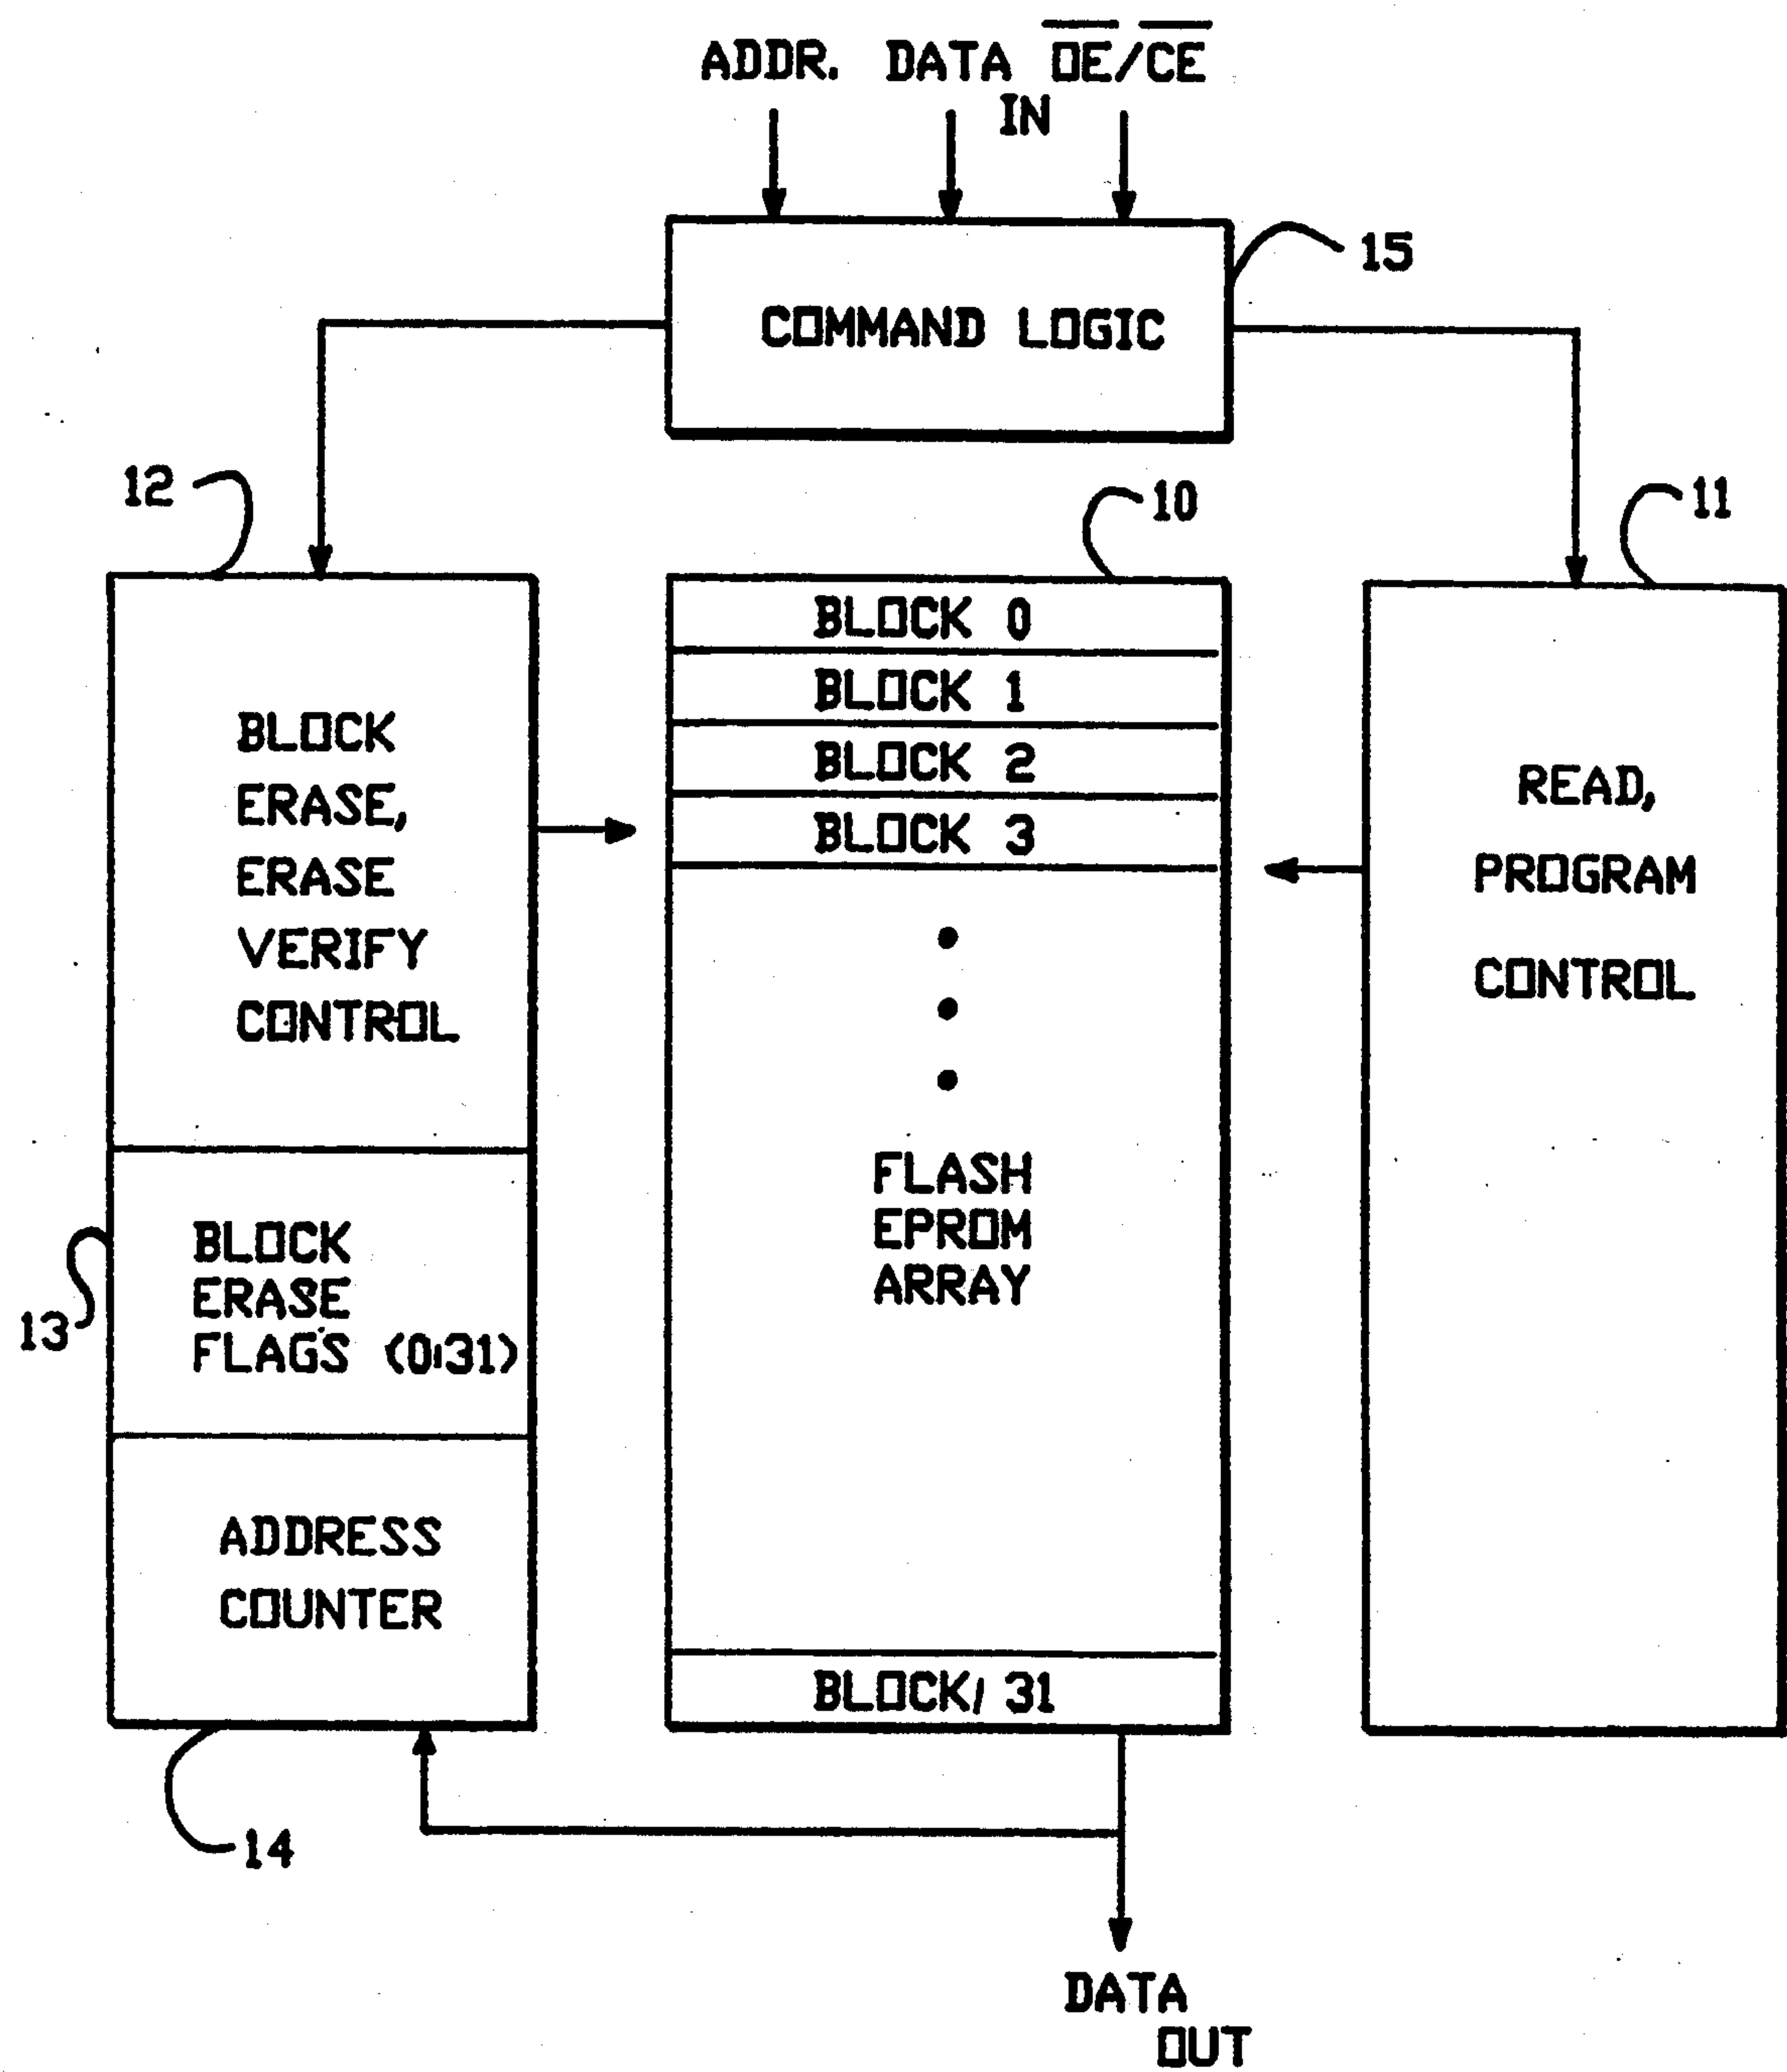 ADDR. DATA OE/CE
IN
15
COMMAND LOGIC
12
10
11
BLOCK 0
BLOCK 1
BLOCK 2
BLOCK 3
BLOCK
ERASE,
ERASE
VERIFY
CONTROL
READ,
PROGRAM
CONTROL
FLASH
EPROM
ARRAY
13
BLOCK
ERASE
FLAGS (0:31)
ADDRESS
COUNTER
BLOCK/ 31
14
DATA
OUT